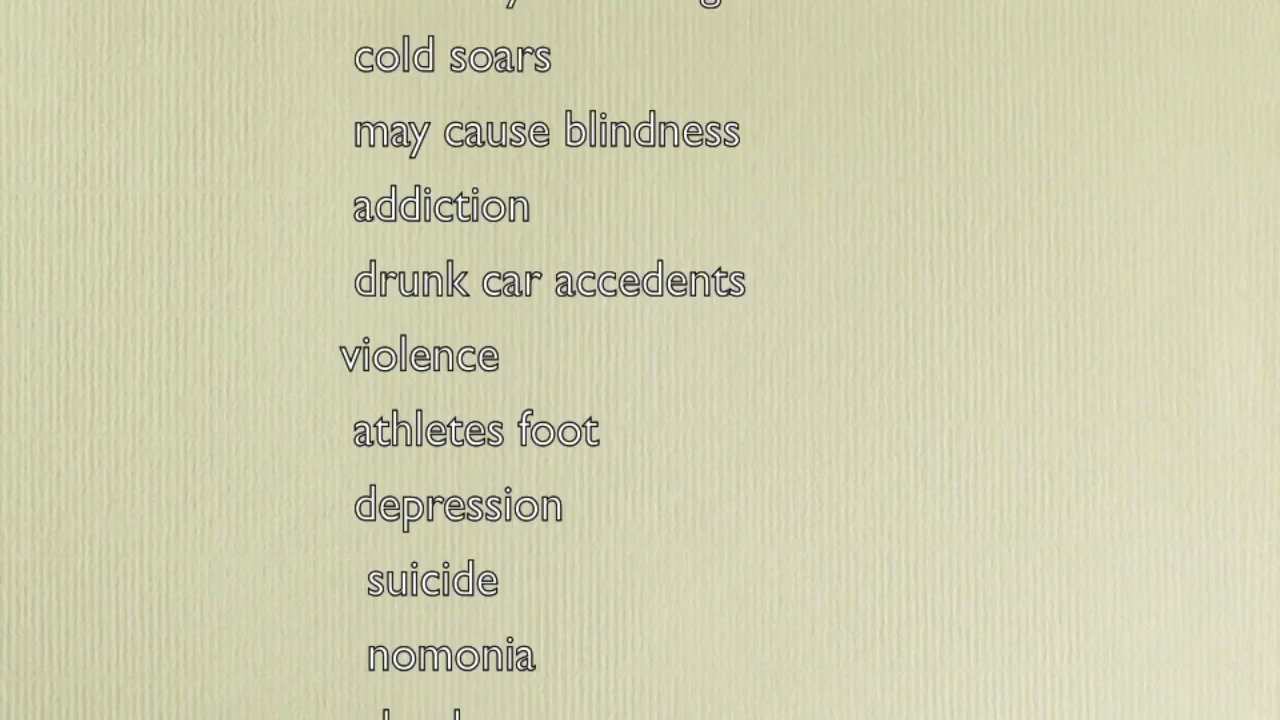 cold soars
may cause blindness
addiction
drunk car accedents
violence
athletes foot
depression
suicide
nomonia